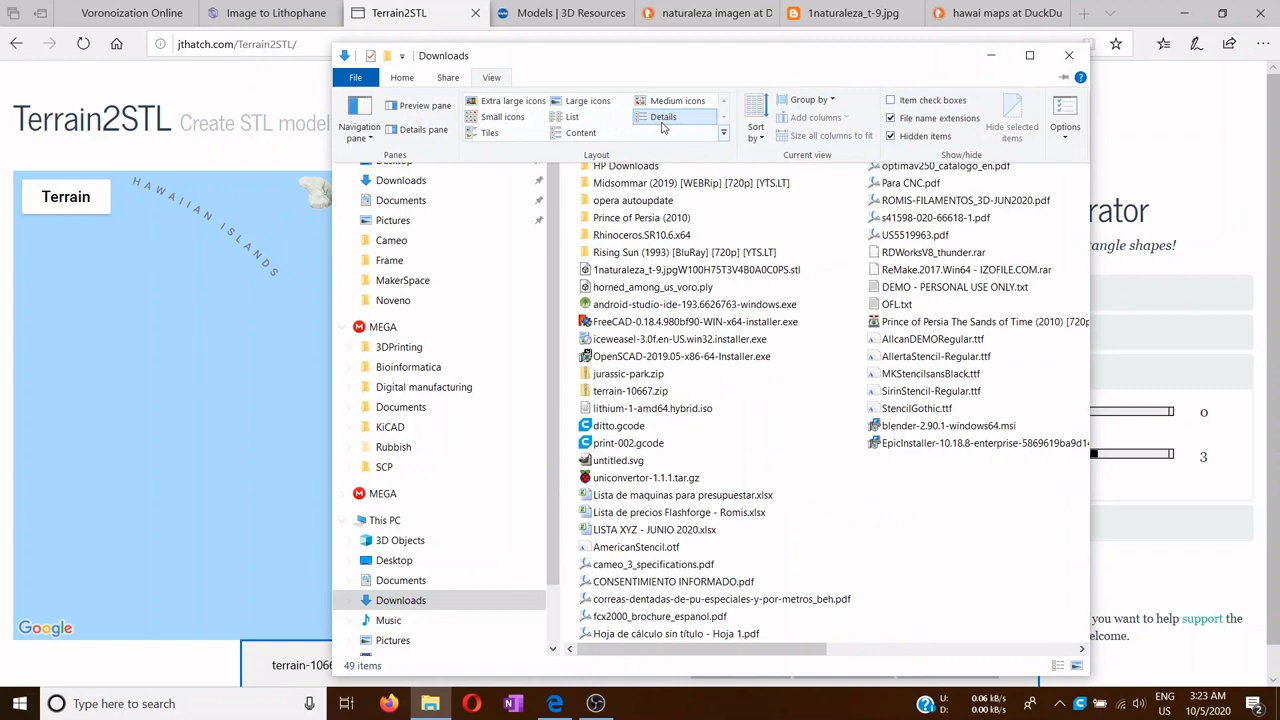 Voronoization Online
Image to Lithophane
Terrain2STL
Models | 3D Resources
naturaleza imagen at D
1naturaleza_t-9.jpg
hawai maps at DuckDu
jthatch.com/Terrain2STL/
Downloads
File
Home
Share
View
Navigation
pane
Preview pane
Details pane
Panes
Extra large icons
Large icons
Medium icons
Small icons
List
Details
Tiles
Content
Layout
Sort
by
Group by
Add columns
Size all columns to fit
Current view
Item check boxes
File name extensions
Hidden items
Hide selected
items
Show/hide
Options
Terrain2STL Create STL model
Terrain
HAWAIIAN ISLANDS
Google
terrain-1066
Desktop
Downloads
Documents
Pictures
Cameo
Frame
MakerSpace
Noveno
MEGA
3DPrinting
Bioinformatica
Digital manufacturing
Documents
KiCAD
Rubbish
SCP
MEGA
This PC
3D Objects
Desktop
Documents
Downloads
Music
Pictures
49 items
HP Downloads
Midsommar (2019) [WEBRip] [720p] [YTS.LT]
opera autoupdate
Prince of Persia (2010)
Rhinoceros.SR10.6.x64
Rising Sun (1993) [BluRay] [720p] [YTS.LT]
1naturaleza_t-9.jpgW100H75T3V4B0A0C0PS.stl
horned_among_us_voro.ply
android-studio-ide-193.6626763-windows.exe
FreeCAD-0.18.4.980bf90-WIN-x64-installer.exe
iceweasel-3.0f.en-US.win32.installer.exe
OpenSCAD-2019.05-x86-64-Installer.exe
jurassic-park.zip
terrain-10667.zip
lithium-1-amd64.hybrid.iso
ditto.gcode
print-002.gcode
untitled.svg
uniconvertor-1.1.1.tar.gz
Lista de maquinas para presupuestar.xlsx
Lista de precios Flashforge - Romis.xlsx
LISTA XYZ - JUNIO 2020.xlsx
AmericanStencil.otf
cameo_3_specifications.pdf
CONSENTIMIENTO INFORMADO.pdf
correas-dentadas-de-pu-especiales-y-por-metros_beh.pdf
fcx2000_brochure_espanol.pdf
Hoja de cálculo sin título - Hoja 1.pdf
optimav250_catalogo_en.pdf
Para CNC.pdf
ROMIS-FILAMENTOS_3D-JUN2020.pdf
s41598-020-66618-1.pdf
US5519963.pdf
RDWorksV8_thunder.rar
ReMake.2017.Win64 - IZOFILE.COM.rar
DEMO - PERSONAL USE ONLY.txt
OFL.txt
Prince of Persia The Sands of Time (2010) [720p
AllcanDEMORegular.ttf
AllertaStencil-Regular.ttf
MKStencilsansBlack.ttf
SirinStencil-Regular.ttf
StencilGothic.ttf
blender-2.90.1-windows64.msi
EpicInstaller-10.18.8-enterprise-5869619ba9d14
rator
tangle shapes!
0
3
you want to help support the
elcome.
Type here to search
U: 0.06 kB/s
D: 0.00 kB/s
ENG
US
3:23 AM
10/5/2020
2